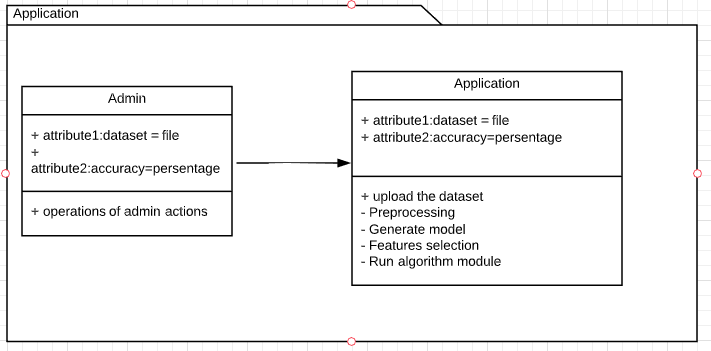 Application
Admin
+ attribute1:dataset = file
+
attribute2:accuracy=persentage
+ operations of admin actions
Application
+ attribute1:dataset = file
+ attribute2:accuracy=persentage
+ upload the dataset
- Preprocessing
- Generate model
- Features selection
- Run algorithm module